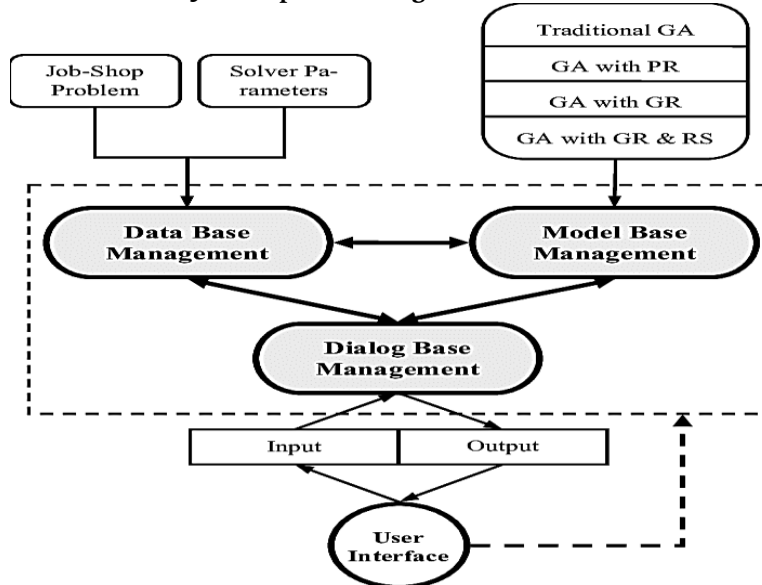 Traditional GA
Job-Shop
Problem
Solver Pa-
rameters
GA with PR
GA with GR
GA with GR & RS
Data Base
Management
Model Base
Management
Dialog Base
Management
Input
Output
User
Interface